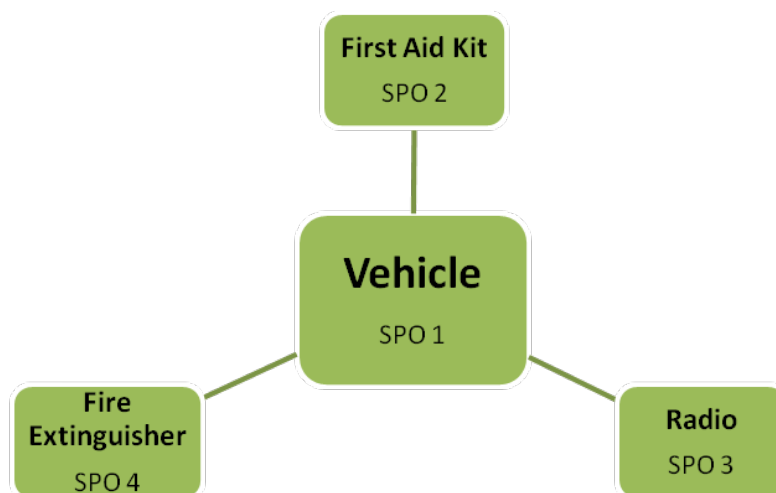 First Aid Kit
SPO 2
Vehicle
SPO 1
Fire
Extinguisher
SPO 4
Radio
SPO 3